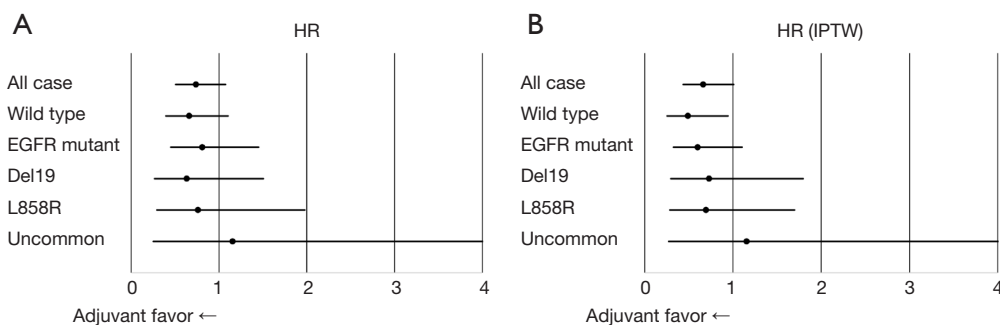 A
HR
All case
Wild type
EGFR mutant
Del19
L858R
Uncommon
0 1 2 3 4
Adjuvant favor ←
B
HR (IPTW)
All case
Wild type
EGFR mutant
Del19
L858R
Uncommon
0 1 2 3 4
Adjuvant favor ←